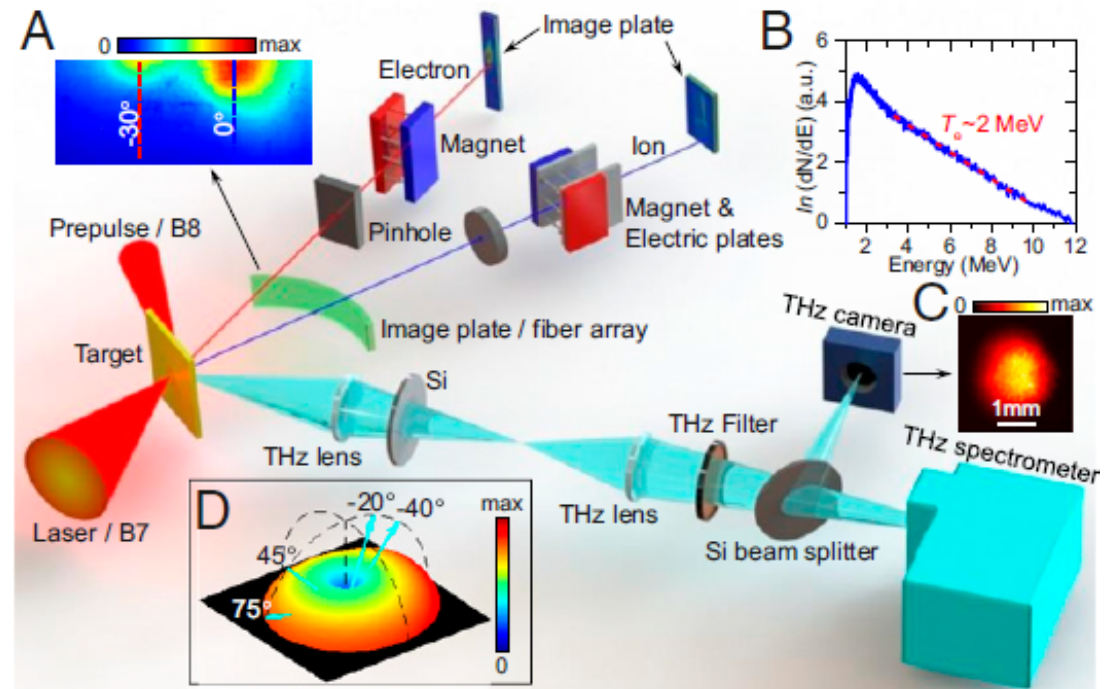 A
0 max
-30°
0°
Electron
Image plate
Magnet
Ion
Pinhole
Magnet &
Electric plates
Prepulse / B8
Image plate / fiber array
Target
Si
THz lens
Laser / B7
THz lens
THz Filter
Si beam splitter
THz camera
THz spectrometer
B
6
4
2
0
ln (dN/dE) (a.u.)
Te~2 MeV
2 4 6 8 10 12
Energy (MeV)
C
0 max
1mm
D
-20°
-40°
45°
75°
max
0